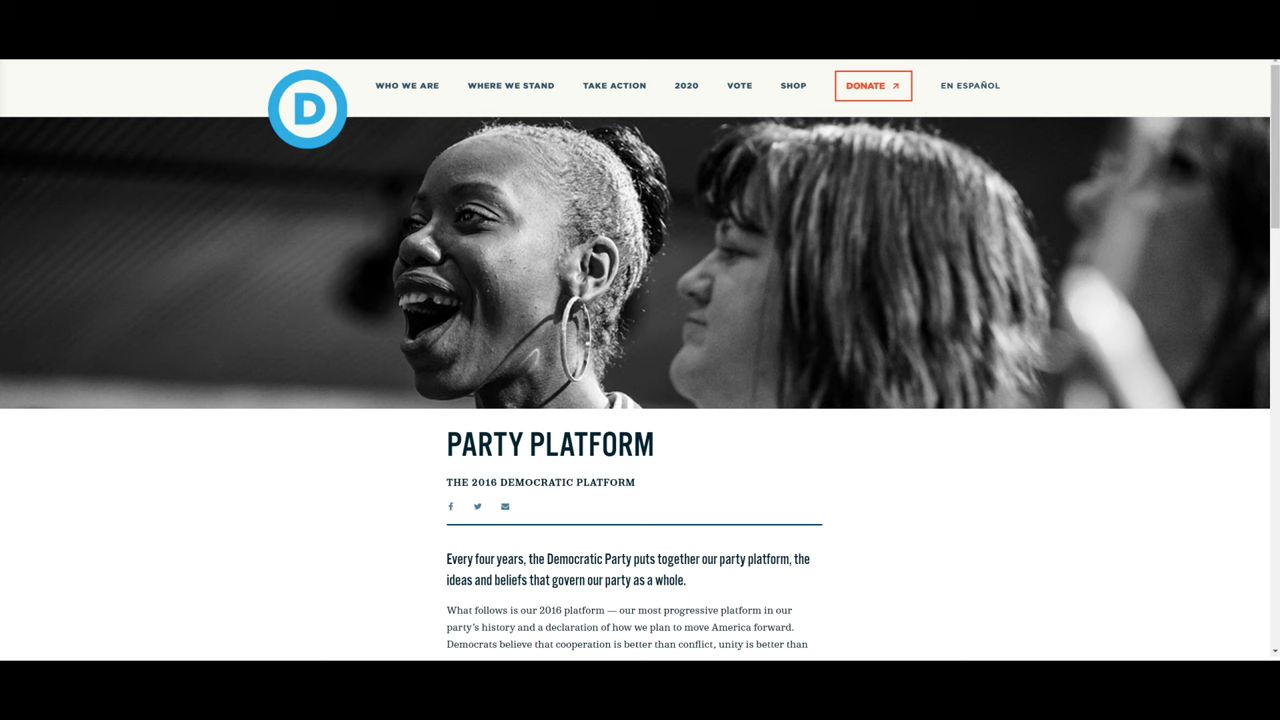 D
WHO WE ARE WHERE WE STAND TAKE ACTION 2020 VOTE SHOP DONATE EN ESPAÑOL
PARTY PLATFORM
THE 2016 DEMOCRATIC PLATFORM
Every four years, the Democratic Party puts together our party platform, the
ideas and beliefs that govern our party as a whole.
What follows is our 2016 platform — our most progressive platform in our
party’s history and a declaration of how we plan to move America forward.
Democrats believe that cooperation is better than conflict, unity is better than